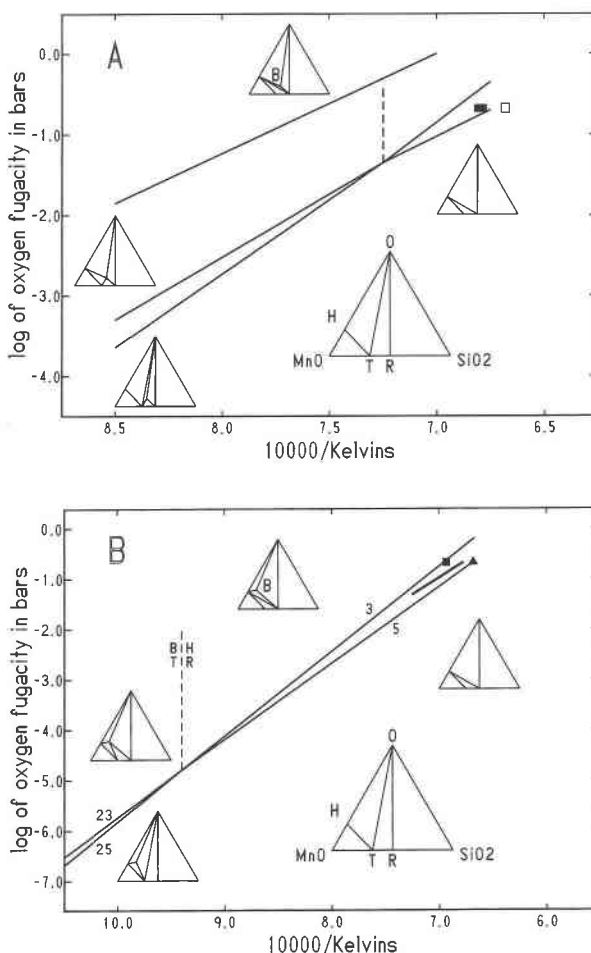 A
0.0
-1.0
-2.0
-3.0
-4.0
log of oxygen fugacity in bars
B
O
H
MnO T R SiO2
8.5 8.0 7.5 7.0 6.5
10000/Kelvins
B
0.0
-1.0
-2.0
-3.0
-4.0
-5.0
-6.0
-7.0
log of oxygen fugacity in bars
B
3
5
B H
T R
23
25
O
H
MnO T R SiO2
10.0 9.0 8.0 7.0 6.0
10000/Kelvins